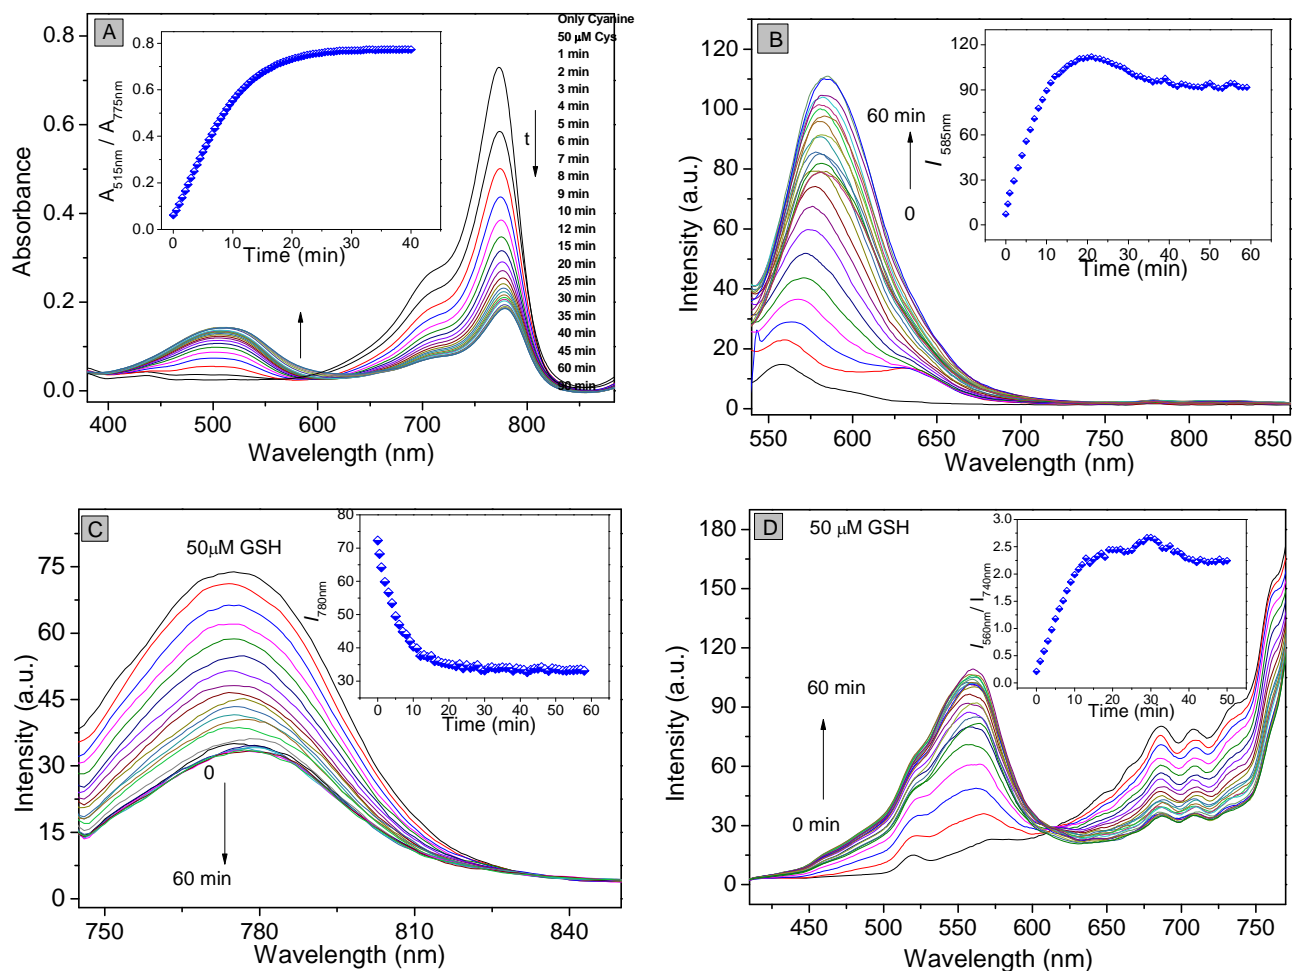 A
Absorbance
0.8
0.6
0.4
0.2
0.0
400 500 600 700 800
Wavelength (nm)
t
A515nm / A775nm
0.8
0.6
0.4
0.2
0.0
0 10 20 30 40
Time (min)
Only Cyanine
50 μM Cys
1 min
2 min
3 min
4 min
5 min
6 min
7 min
8 min
9 min
10 min
12 min
15 min
20 min
25 min
30 min
35 min
40 min
45 min
60 min
90 min
B
Intensity (a.u.)
120
100
80
60
40
20
0
550 600 650 700 750 800 850
Wavelength (nm)
60 min
0
I 585nm
120
90
60
30
0
0 10 20 30 40 50 60
Time (min)
C
50μM GSH
Intensity (a.u.)
75
60
45
30
15
0
750 780 810 840
Wavelength (nm)
0
60 min
I780nm
80
70
60
50
40
30
0 10 20 30 40 50 60
Time (min)
D
50 μM GSH
Intensity (a.u.)
180
150
120
90
60
30
0
450 500 550 600 650 700 750
Wavelength (nm)
60 min
0 min
I560nm / I740nm
3.0
2.5
2.0
1.5
1.0
0.5
0.0
0 10 20 30 40 50
Time (min)